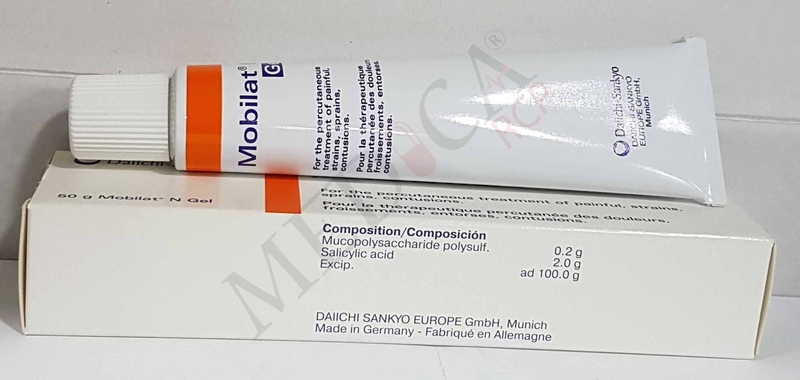 Mobilat®
G
For the percutaneous
treatment of painful,
strains, sprains,
contusions.
Pour la thérapeutique
percutanée des douleurs
froissements, entorses
contusions.
Daiichi-Sankyo
DAIICHI SANKYO
EUROPE GmbH,
Munich
Daiichi
50 g Mobilat® N Gel
For the percutaneous treatment of painful, strains,
sprains, contusions.
Pour la thérapeutique percutanée des douleurs,
froissements, entorses, contusions.
Composition/Composición
Mucopolysaccharide polysulf. 0.2 g
Salicylic acid 2.0 g
Excip. ad 100.0 g
DAIICHI SANKYO EUROPE GmbH, Munich
Made in Germany - Fabriqué en Allemagne